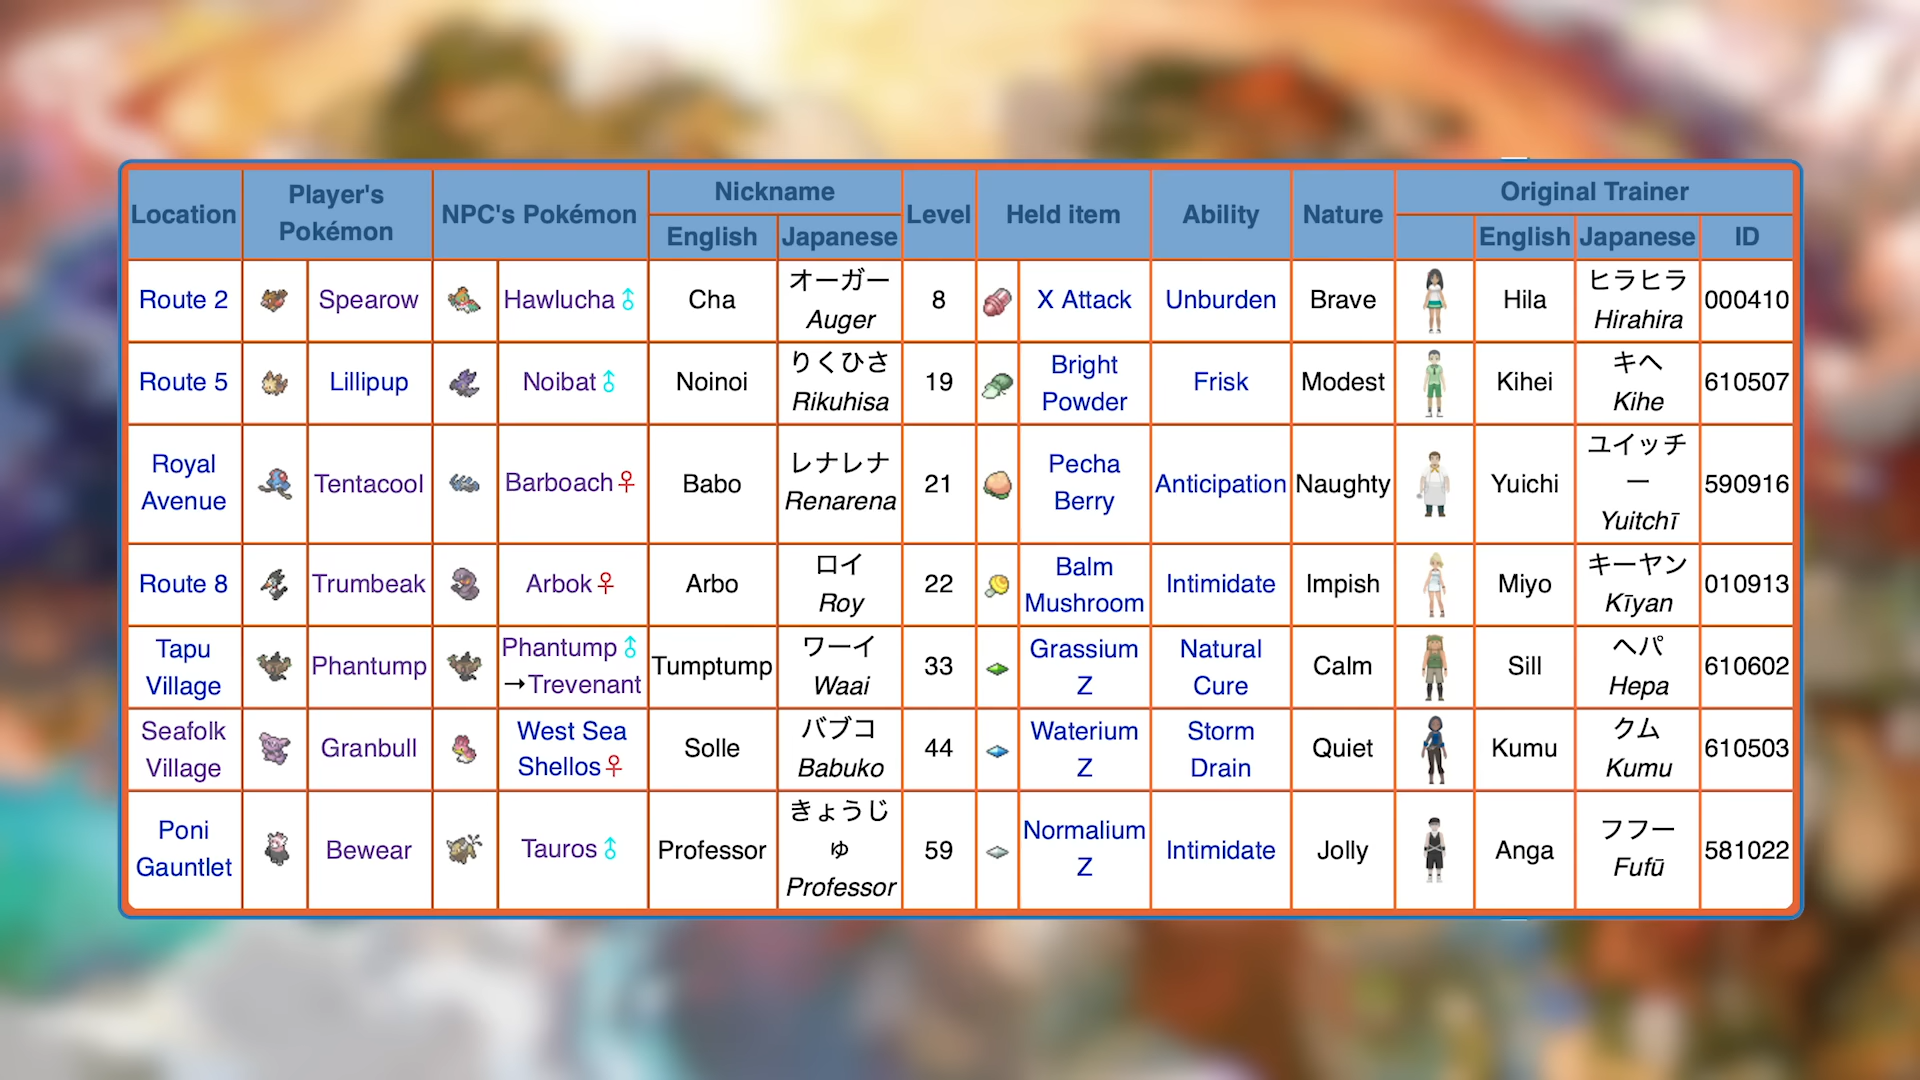 Location
Player's
Pokémon
NPC's Pokémon
Nickname
English
Japanese
Level
Held item
Ability
Nature
Original Trainer
English
Japanese
ID
Route 2
Spearow
Hawlucha♂
Cha
オーガー
Auger
8
X Attack
Unburden
Brave
Hila
ヒラヒラ
Hirahira
000410
Route 5
Lillipup
Noibat♂
Noinoi
りくひさ
Rikuhisa
19
Bright
Powder
Frisk
Modest
Kihei
キヘ
Kihe
610507
Royal
Avenue
Tentacool
Barboach♀
Babo
レナレナ
Renarena
21
Pecha
Berry
Anticipation
Naughty
Yuichi
ユイッチ
ー
Yuitchī
590916
Route 8
Trumbeak
Arbok♀
Arbo
ロイ
Roy
22
Balm
Mushroom
Intimidate
Impish
Miyo
キーヤン
Kīyan
010913
Tapu
Village
Phantump
Phantump♂
→Trevenant
Tumptump
ワーイ
Waai
33
Grassium
Z
Natural
Cure
Calm
Sill
ヘパ
Hepa
610602
Seafolk
Village
Granbull
West Sea
Shellos♀
Solle
バブコ
Babuko
44
Waterium
Z
Storm
Drain
Quiet
Kumu
クム
Kumu
610503
Poni
Gauntlet
Bewear
Tauros♂
Professor
きょうじ
ゅ
Professor
59
Normalium
Z
Intimidate
Jolly
Anga
フフー
Fufū
581022